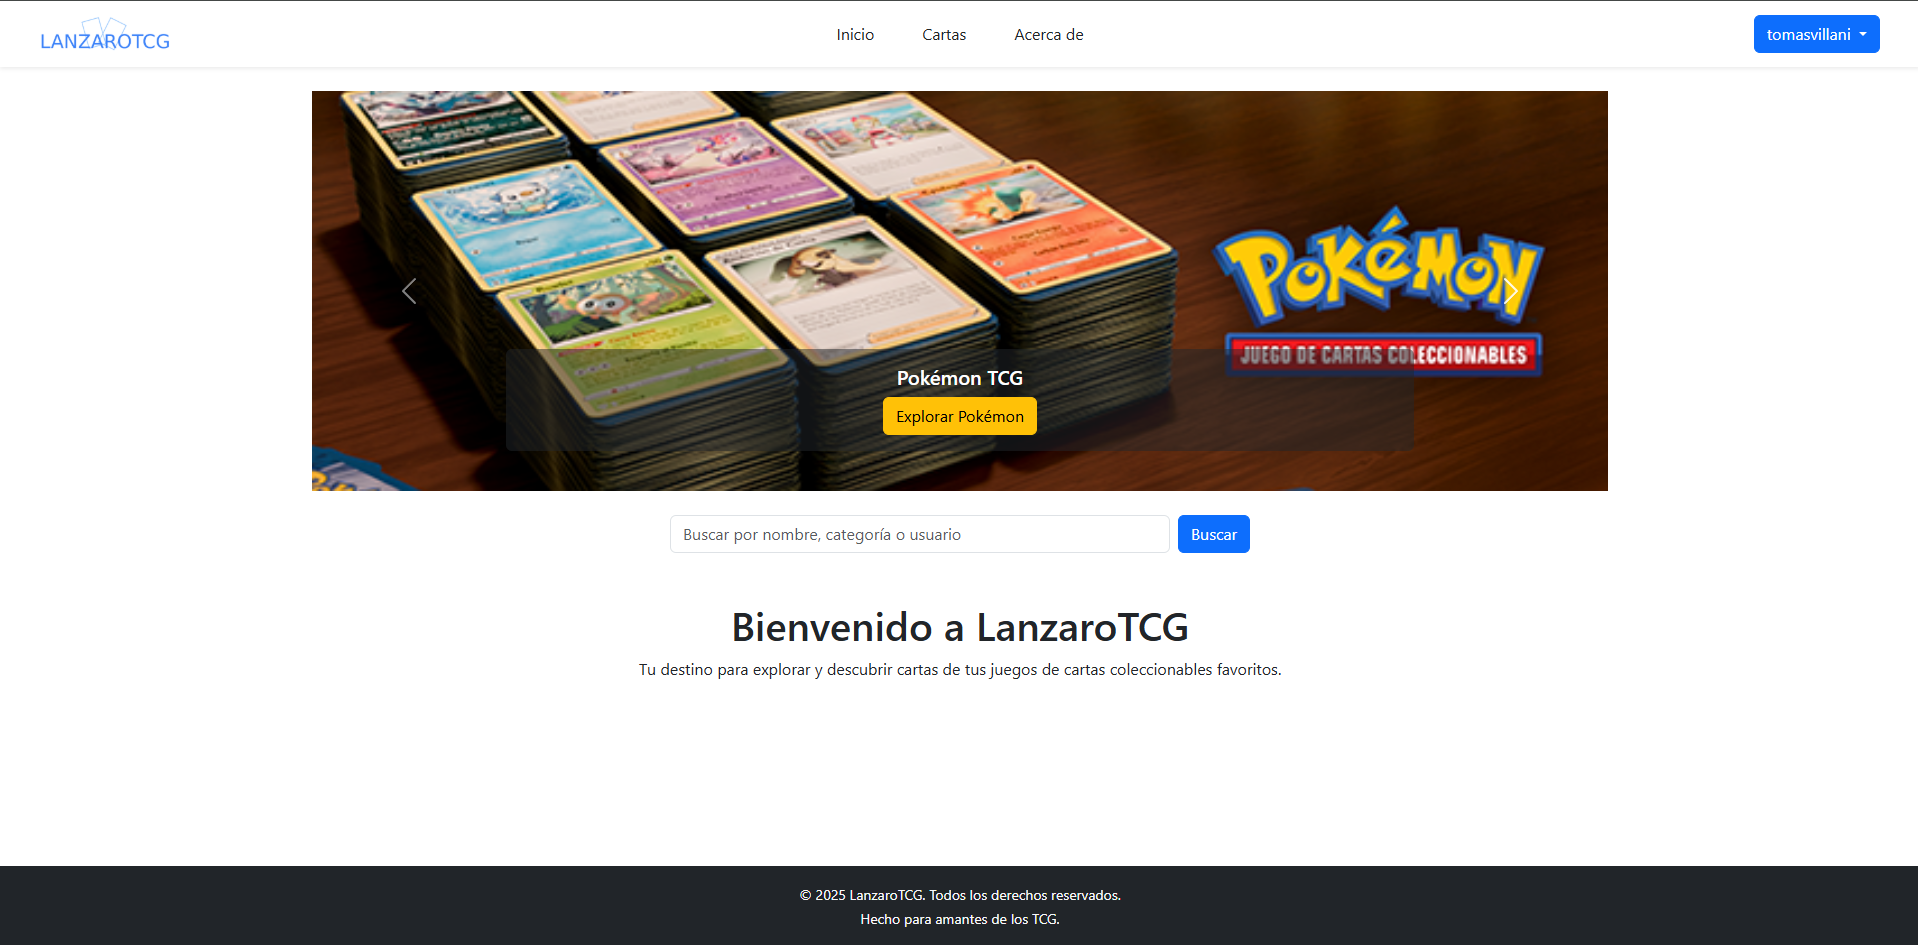 LANZAROTCG
Inicio
Cartas
Acerca de
tomasvillani
POKÉMON
JUEGO DE CARTAS COLECCIONABLES
Pokémon TCG
Explorar Pokémon
Buscar por nombre, categoría o usuario
Buscar
Bienvenido a LanzaroTCG
Tu destino para explorar y descubrir cartas de tus juegos de cartas coleccionables favoritos.
© 2025 LanzaroTCG. Todos los derechos reservados.
Hecho para amantes de los TCG.